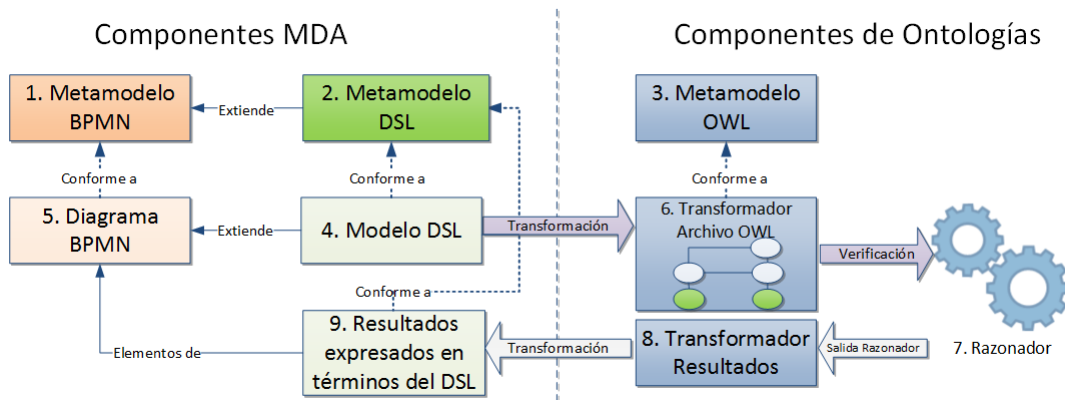 Componentes MDA
Componentes de Ontologías
1. Metamodelo
BPMN
Extiende
2. Metamodelo
DSL
3. Metamodelo
OWL
Conforme a
Conforme a
Conforme a
5. Diagrama
BPMN
Extiende
4. Modelo DSL
Transformación
6. Transformador
Archivo OWL
Verificación
Conforme a
9. Resultados
expresados en
términos del DSL
Elementos de
Transformación
8. Transformador
Resultados
Salida Razonador
7. Razonador